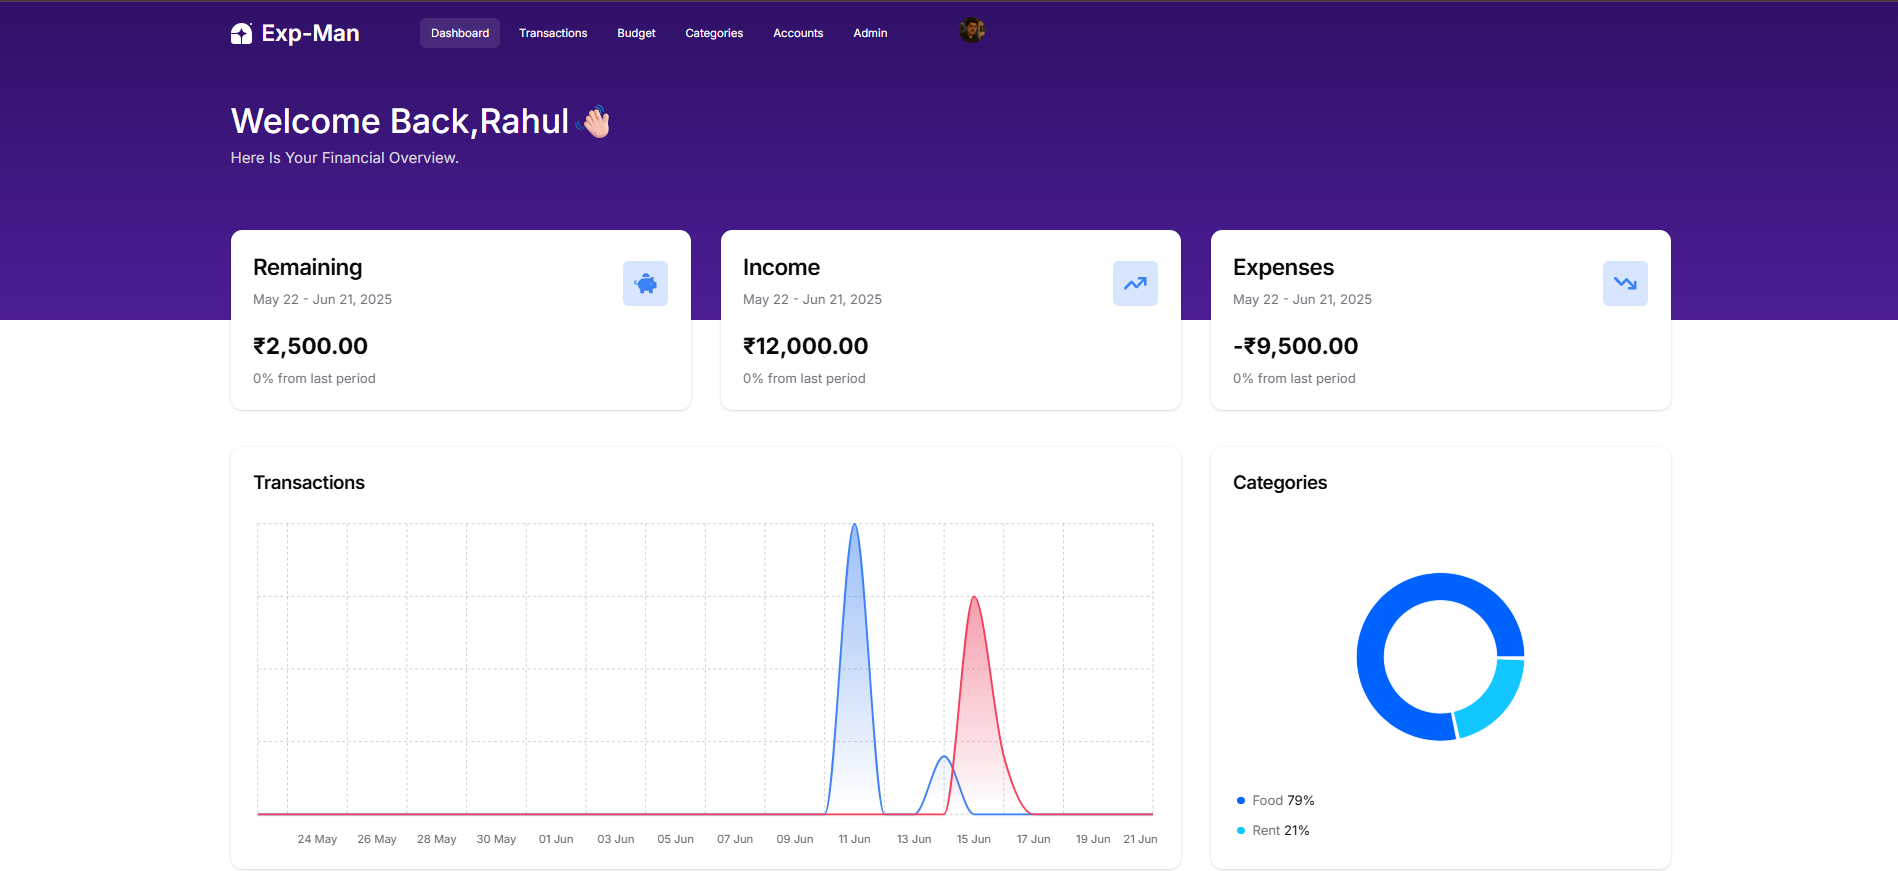 Exp-Man
Dashboard Transactions Budget Categories Accounts Admin
Welcome Back,Rahul 👋🏻
Here Is Your Financial Overview.
Remaining
May 22 - Jun 21, 2025
₹2,500.00
0% from last period
Income
May 22 - Jun 21, 2025
₹12,000.00
0% from last period
Expenses
May 22 - Jun 21, 2025
-₹9,500.00
0% from last period
Transactions
24 May 26 May 28 May 30 May 01 Jun 03 Jun 05 Jun 07 Jun 09 Jun 11 Jun 13 Jun 15 Jun 17 Jun 19 Jun 21 Jun
Categories
Food 79%
Rent 21%